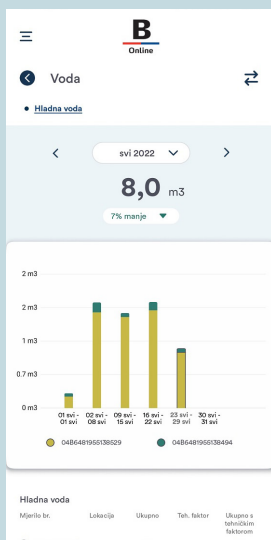 B
Online
Voda
Hladna voda
svi 2022
8,0 m3
7% manje
2 m3
2 m3
1 m3
0.7 m3
0 m3
01 svi - 02 svi - 09 svi - 16 svi - 23 svi - 30 svi -
01 svi 08 svi 15 svi 22 svi 29 svi 31 svi
04B6481955138529 04B6481955138494
Hladna voda
Mjerilo br. Lokacija Ukupno Teh. faktor Ukupno s
tehničkim
faktorom